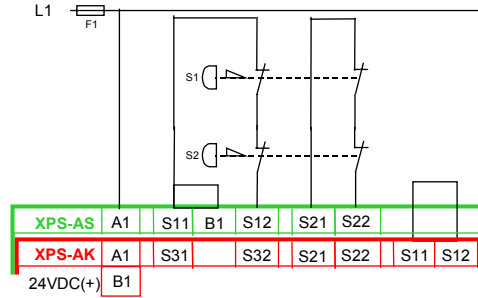 L1
F1
S1
S2
XPS-AS A1 S11 B1 S12 S21 S22
XPS-AK A1 S31 S32 S21 S22 S11 S12
24VDC(+) B1